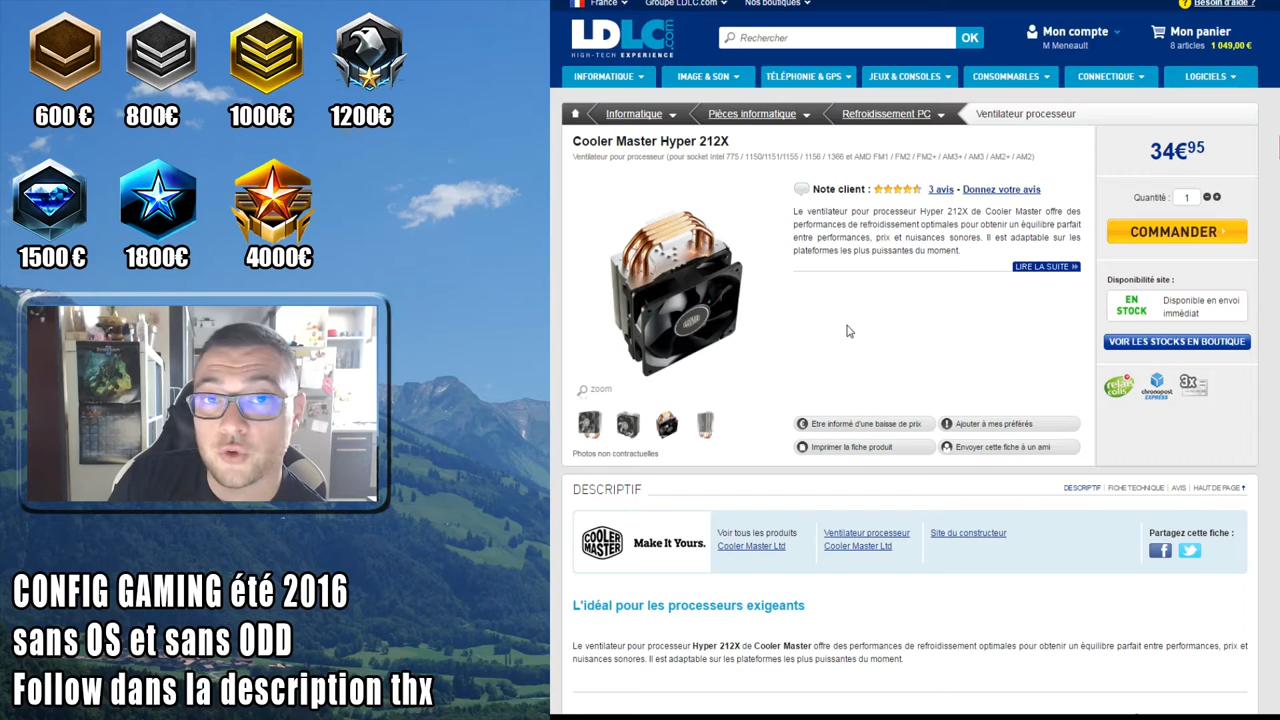 600€
800€
1000€
1200€
1500€
1800€
4000€
CONFIG GAMING été 2016
sans OS et sans ODD
Follow dans la description thx
France
Groupe LDLC.com
Nos boutiques
Besoin d'aide ?
LDLC.com
HIGH-TECH EXPERIENCE
Rechercher
OK
Mon compte
M Meneault
Mon panier
8 articles 1 049,00 €
INFORMATIQUE
IMAGE & SON
TÉLÉPHONIE & GPS
JEUX & CONSOLES
CONSOMMABLES
CONNECTIQUE
LOGICIELS
Informatique
Pièces informatique
Refroidissement PC
Ventilateur processeur
Cooler Master Hyper 212X
Ventilateur pour processeur (pour socket Intel 775 / 1150/1151/1155 / 1156 / 1366 et AMD FM1 / FM2 / FM2+ / AM3+ / AM3 / AM2+ / AM2)
34€95
Note client :
3 avis - Donnez votre avis
Quantité : 1
Le ventilateur pour processeur Hyper 212X de Cooler Master offre des
performances de refroidissement optimales pour obtenir un équilibre parfait
entre performances, prix et nuisances sonores. Il est adaptable sur les
plateformes les plus puissantes du moment.
LIRE LA SUITE
COMMANDER
Disponibilité site :
EN STOCK
Disponible en envoi
immédiat
VOIR LES STOCKS EN BOUTIQUE
relais colis
chronopost
EXPRESS
3x
zoom
Photos non contractuelles
Etre informé d'une baisse de prix
Ajouter à mes préférés
Imprimer la fiche produit
Envoyer cette fiche à un ami
DESCRIPTIF
DESCRIPTIF | FICHE TECHNIQUE | AVIS | HAUT DE PAGE
COOLER MASTER
Make It Yours.
Voir tous les produits
Cooler Master Ltd
Ventilateur processeur
Cooler Master Ltd
Site du constructeur
Partagez cette fiche :
L'idéal pour les processeurs exigeants
Le ventilateur pour processeur Hyper 212X de Cooler Master offre des performances de refroidissement optimales pour obtenir un équilibre parfait entre performances, prix et
nuisances sonores. Il est adaptable sur les plateformes les plus puissantes du moment.